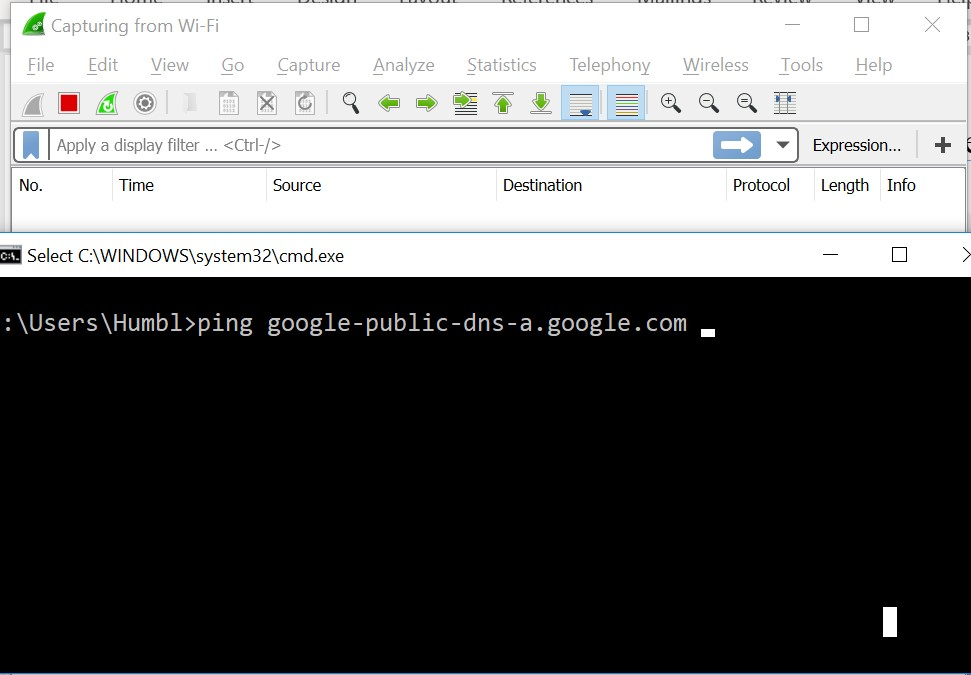 Capturing from Wi-Fi
File Edit View Go Capture Analyze Statistics Telephony Wireless Tools Help
Apply a display filter ... <Ctrl-/> Expression... +
No. Time Source Destination Protocol Length Info
Select C:\WINDOWS\system32\cmd.exe
:\Users\Humbl>ping google-public-dns-a.google.com